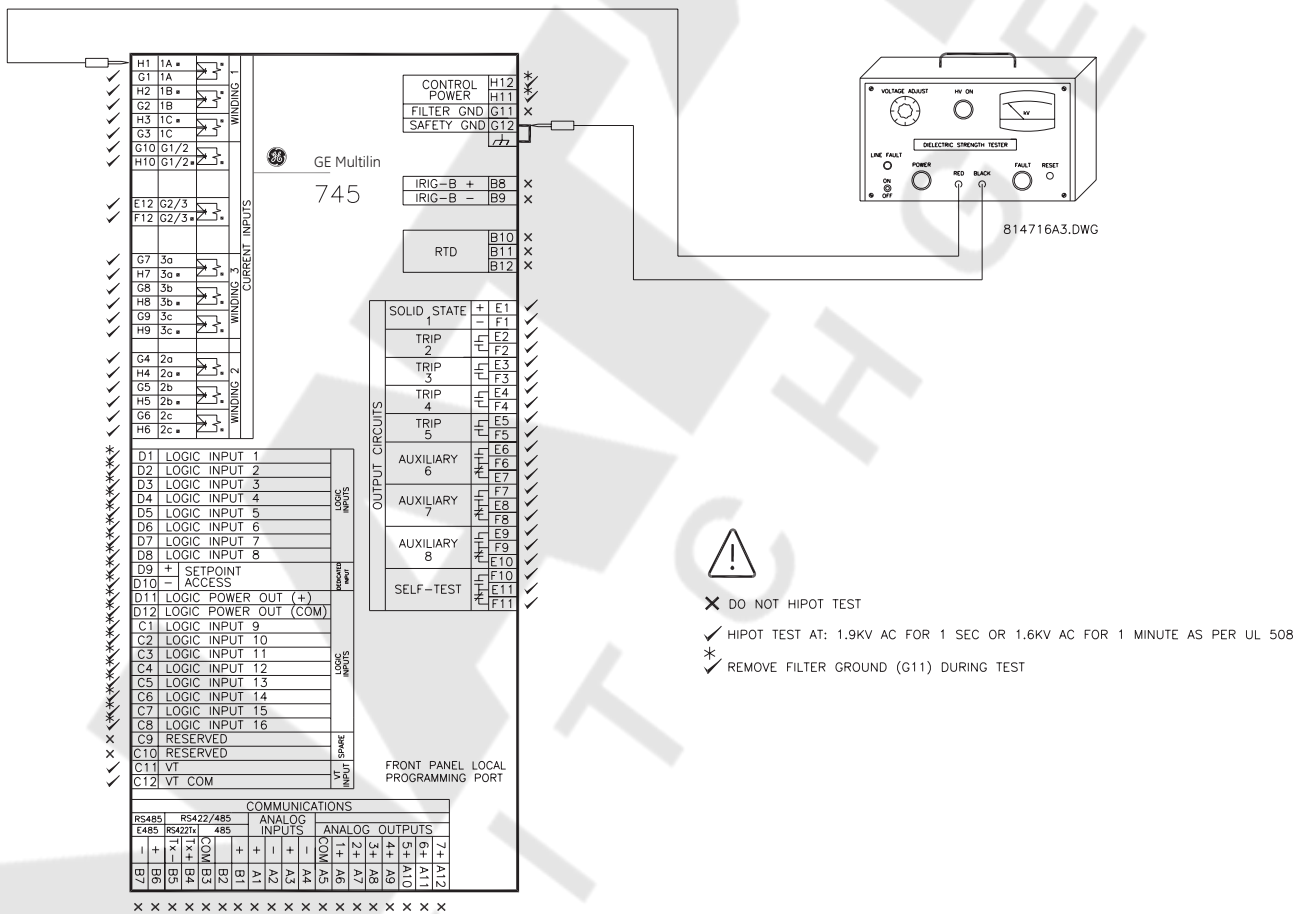 H1 1A
G1 1A
H2 1B
G2 1B
H3 1C
G3 1C
WINDING 1
G10 G1/2
H10 G1/2
E12 G2/3
F12 G2/3
G7 3a
H7 3a
G8 3b
H8 3b
G9 3c
H9 3c
WINDING 3
G4 2a
H4 2a
G5 2b
H5 2b
G6 2c
H6 2c
WINDING 2
CURRENT INPUTS
GE Multilin
745
CONTROL POWER
H12
H11
FILTER GND G11
SAFETY GND G12
IRIG-B + B8
IRIG-B - B9
RTD
B10
B11
B12
OUTPUT CIRCUITS
SOLID STATE 1
+ E1
- F1
TRIP 2
E2
F2
TRIP 3
E3
F3
TRIP 4
E4
F4
TRIP 5
E5
F5
AUXILIARY 6
E6
F6
E7
AUXILIARY 7
F7
E8
F8
AUXILIARY 8
E9
F9
E10
SELF-TEST
F10
E11
F11
D1 LOGIC INPUT 1
D2 LOGIC INPUT 2
D3 LOGIC INPUT 3
D4 LOGIC INPUT 4
D5 LOGIC INPUT 5
D6 LOGIC INPUT 6
D7 LOGIC INPUT 7
D8 LOGIC INPUT 8
LOGIC INPUTS
D9 + SETPOINT
D10 - ACCESS
DEDICATED INPUT
D11 LOGIC POWER OUT (+)
D12 LOGIC POWER OUT (COM)
C1 LOGIC INPUT 9
C2 LOGIC INPUT 10
C3 LOGIC INPUT 11
C4 LOGIC INPUT 12
C5 LOGIC INPUT 13
C6 LOGIC INPUT 14
C7 LOGIC INPUT 15
C8 LOGIC INPUT 16
LOGIC INPUTS
C9 RESERVED
C10 RESERVED
SPARE
C11 VT
C12 VT COM
VT INPUT
FRONT PANEL LOCAL
PROGRAMMING PORT
COMMUNICATIONS
RS485 RS422/485 ANALOG INPUTS ANALOG OUTPUTS
E485 RS422Tx 485
- + Tx- Tx+ COM + + - + - COM 1+ 2+ 3+ 4+ 5+ 6+ 7+
B7 B6 B5 B4 B3 B2 B1 A1 A2 A3 A4 A5 A6 A7 A8 A9 A10 A11 A12
VOLTAGE ADJUST
HV ON
kV
DIELECTRIC STRENGTH TESTER
LINE FAULT
POWER
RED
BLACK
FAULT
RESET
ON
OFF
814716A3.DWG
DO NOT HIPOT TEST
HIPOT TEST AT: 1.9KV AC FOR 1 SEC OR 1.6KV AC FOR 1 MINUTE AS PER UL 508
REMOVE FILTER GROUND (G11) DURING TEST